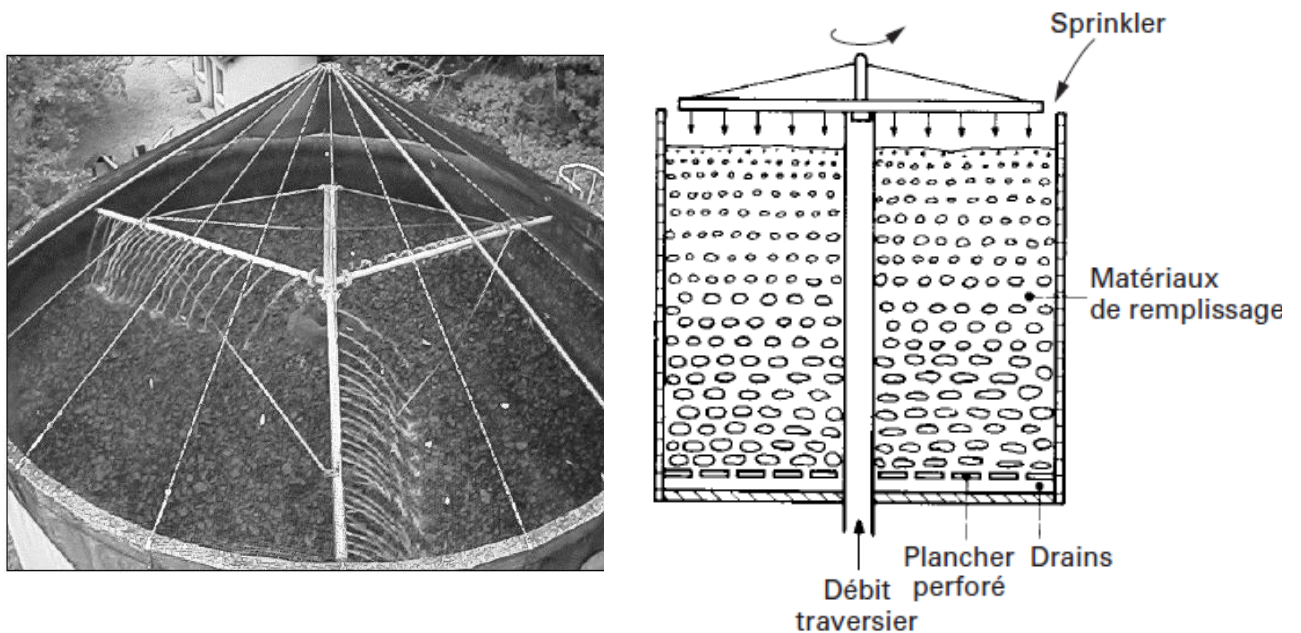 Sprinkler
Matériaux
de remplissage
Plancher
perforé
Drains
Débit
traversier